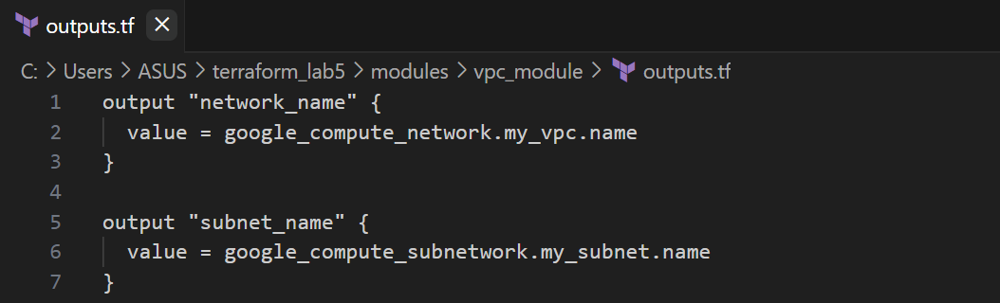 outputs.tf
C: > Users > ASUS > terraform_lab5 > modules > vpc_module > outputs.tf
1 output "network_name" {
2   value = google_compute_network.my_vpc.name
3 }
4
5 output "subnet_name" {
6   value = google_compute_subnetwork.my_subnet.name
7 }